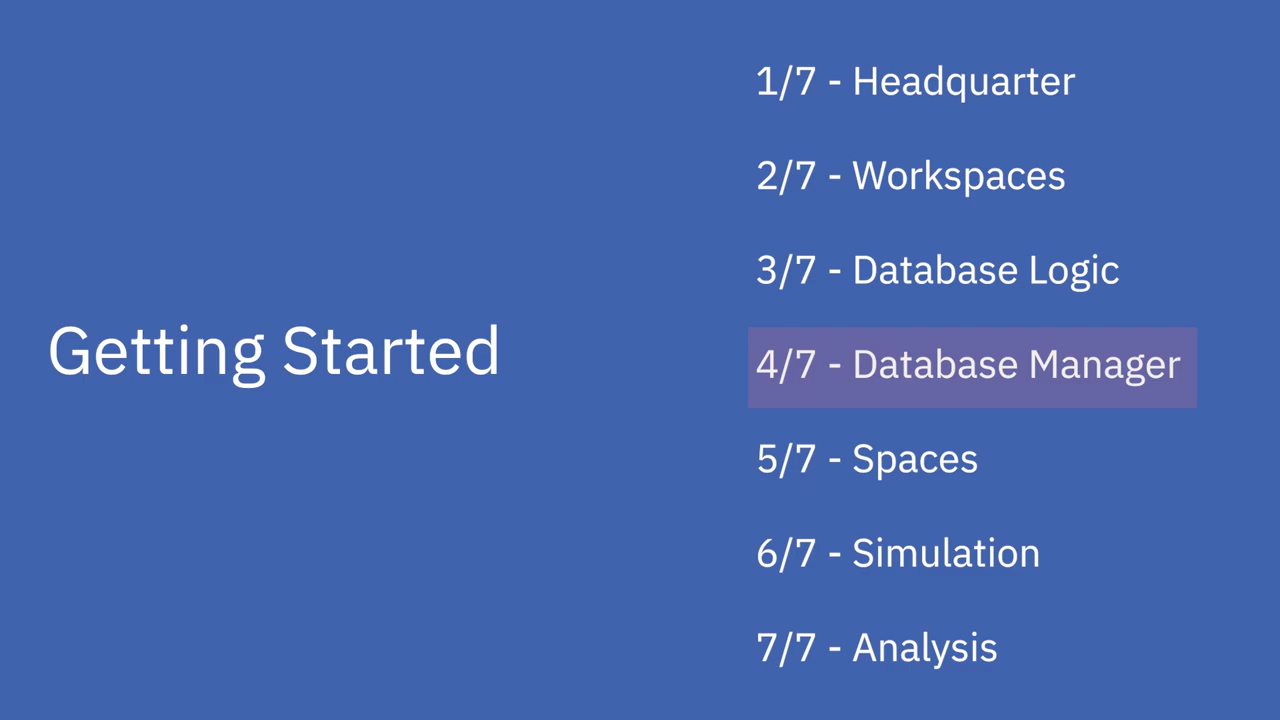 Getting Started
1/7 - Headquarter
2/7 - Workspaces
3/7 - Database Logic
4/7 - Database Manager
5/7 - Spaces
6/7 - Simulation
7/7 - Analysis